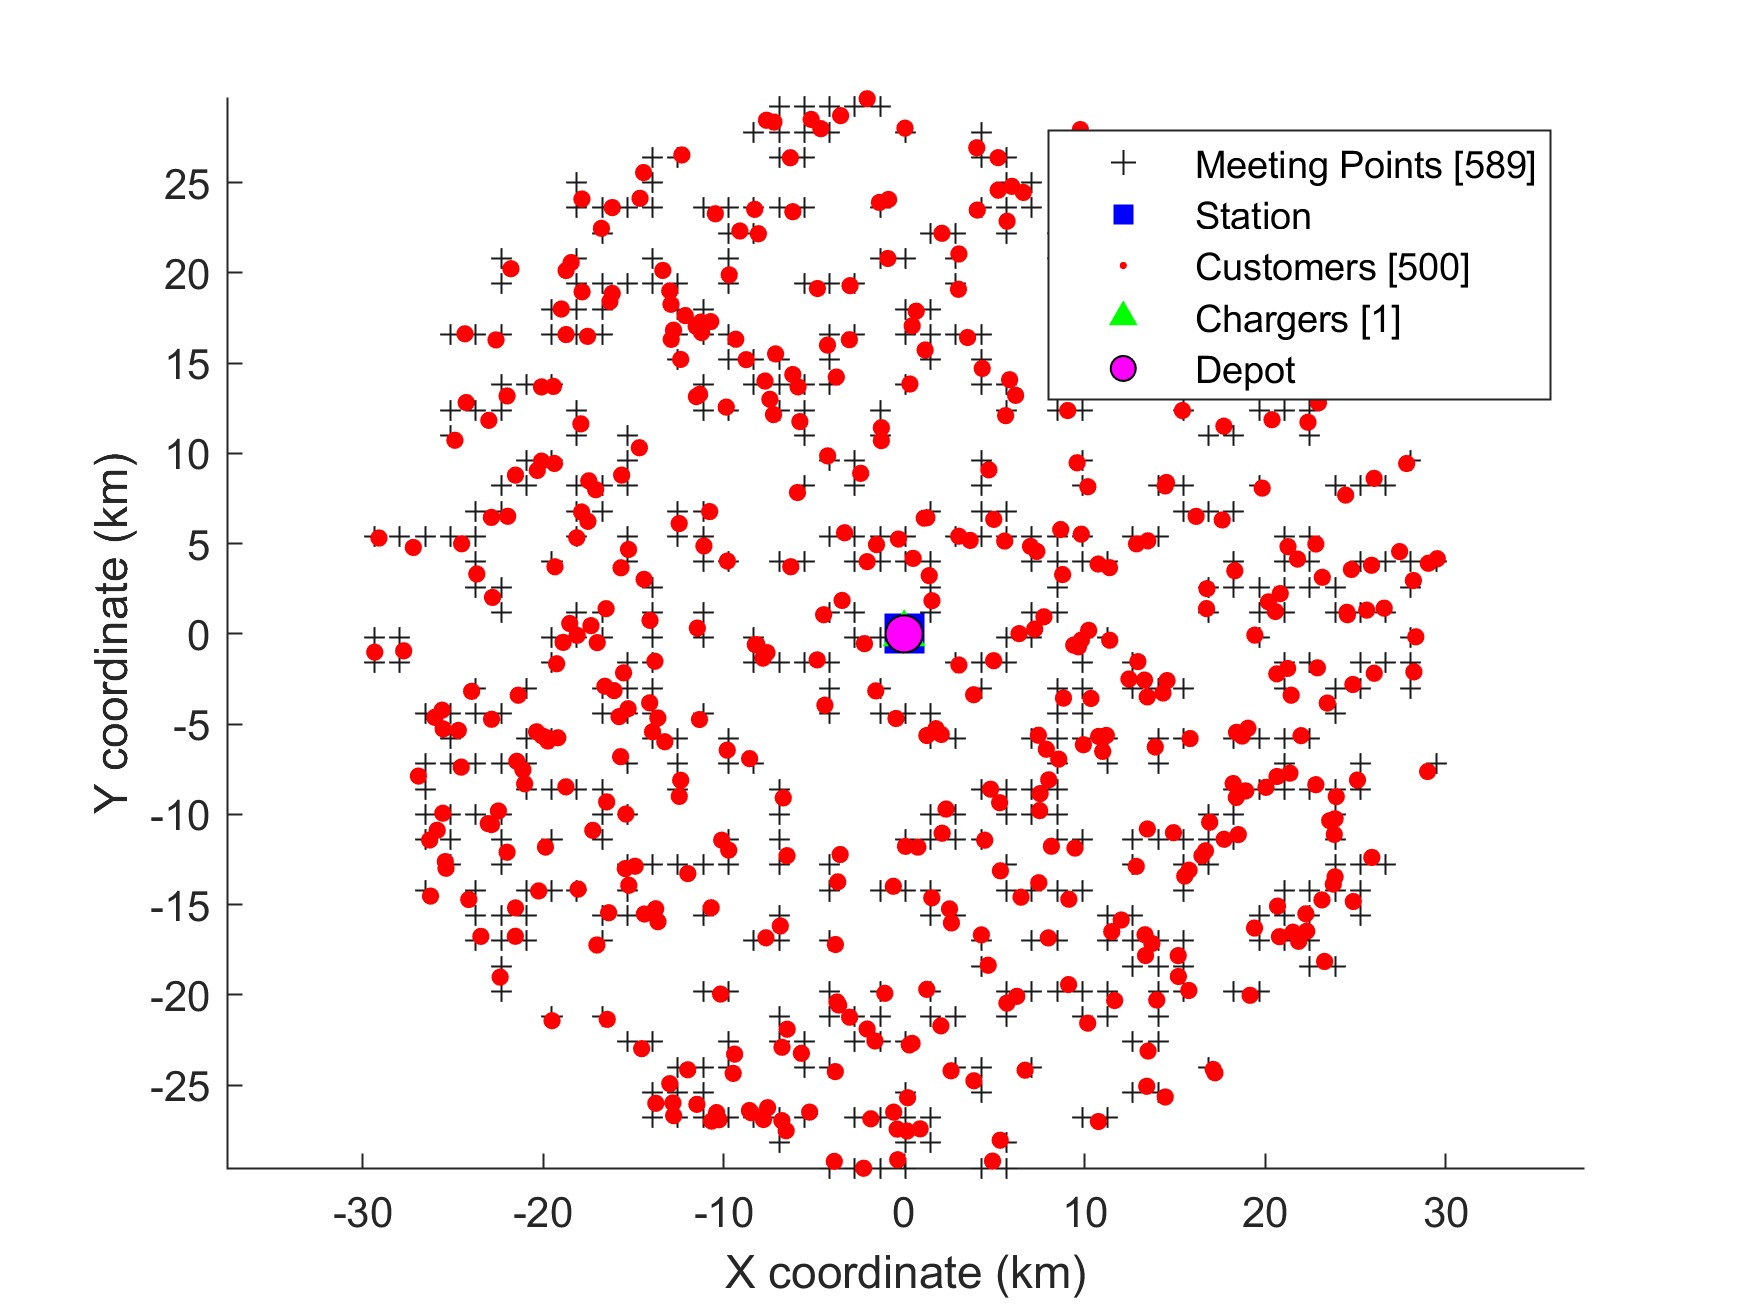 Meeting Points [589]
Station
Customers [500]
Chargers [1]
Depot
25
20
15
10
5
0
-5
-10
-15
-20
-25
Y coordinate (km)
-30 -20 -10 0 10 20 30
X coordinate (km)